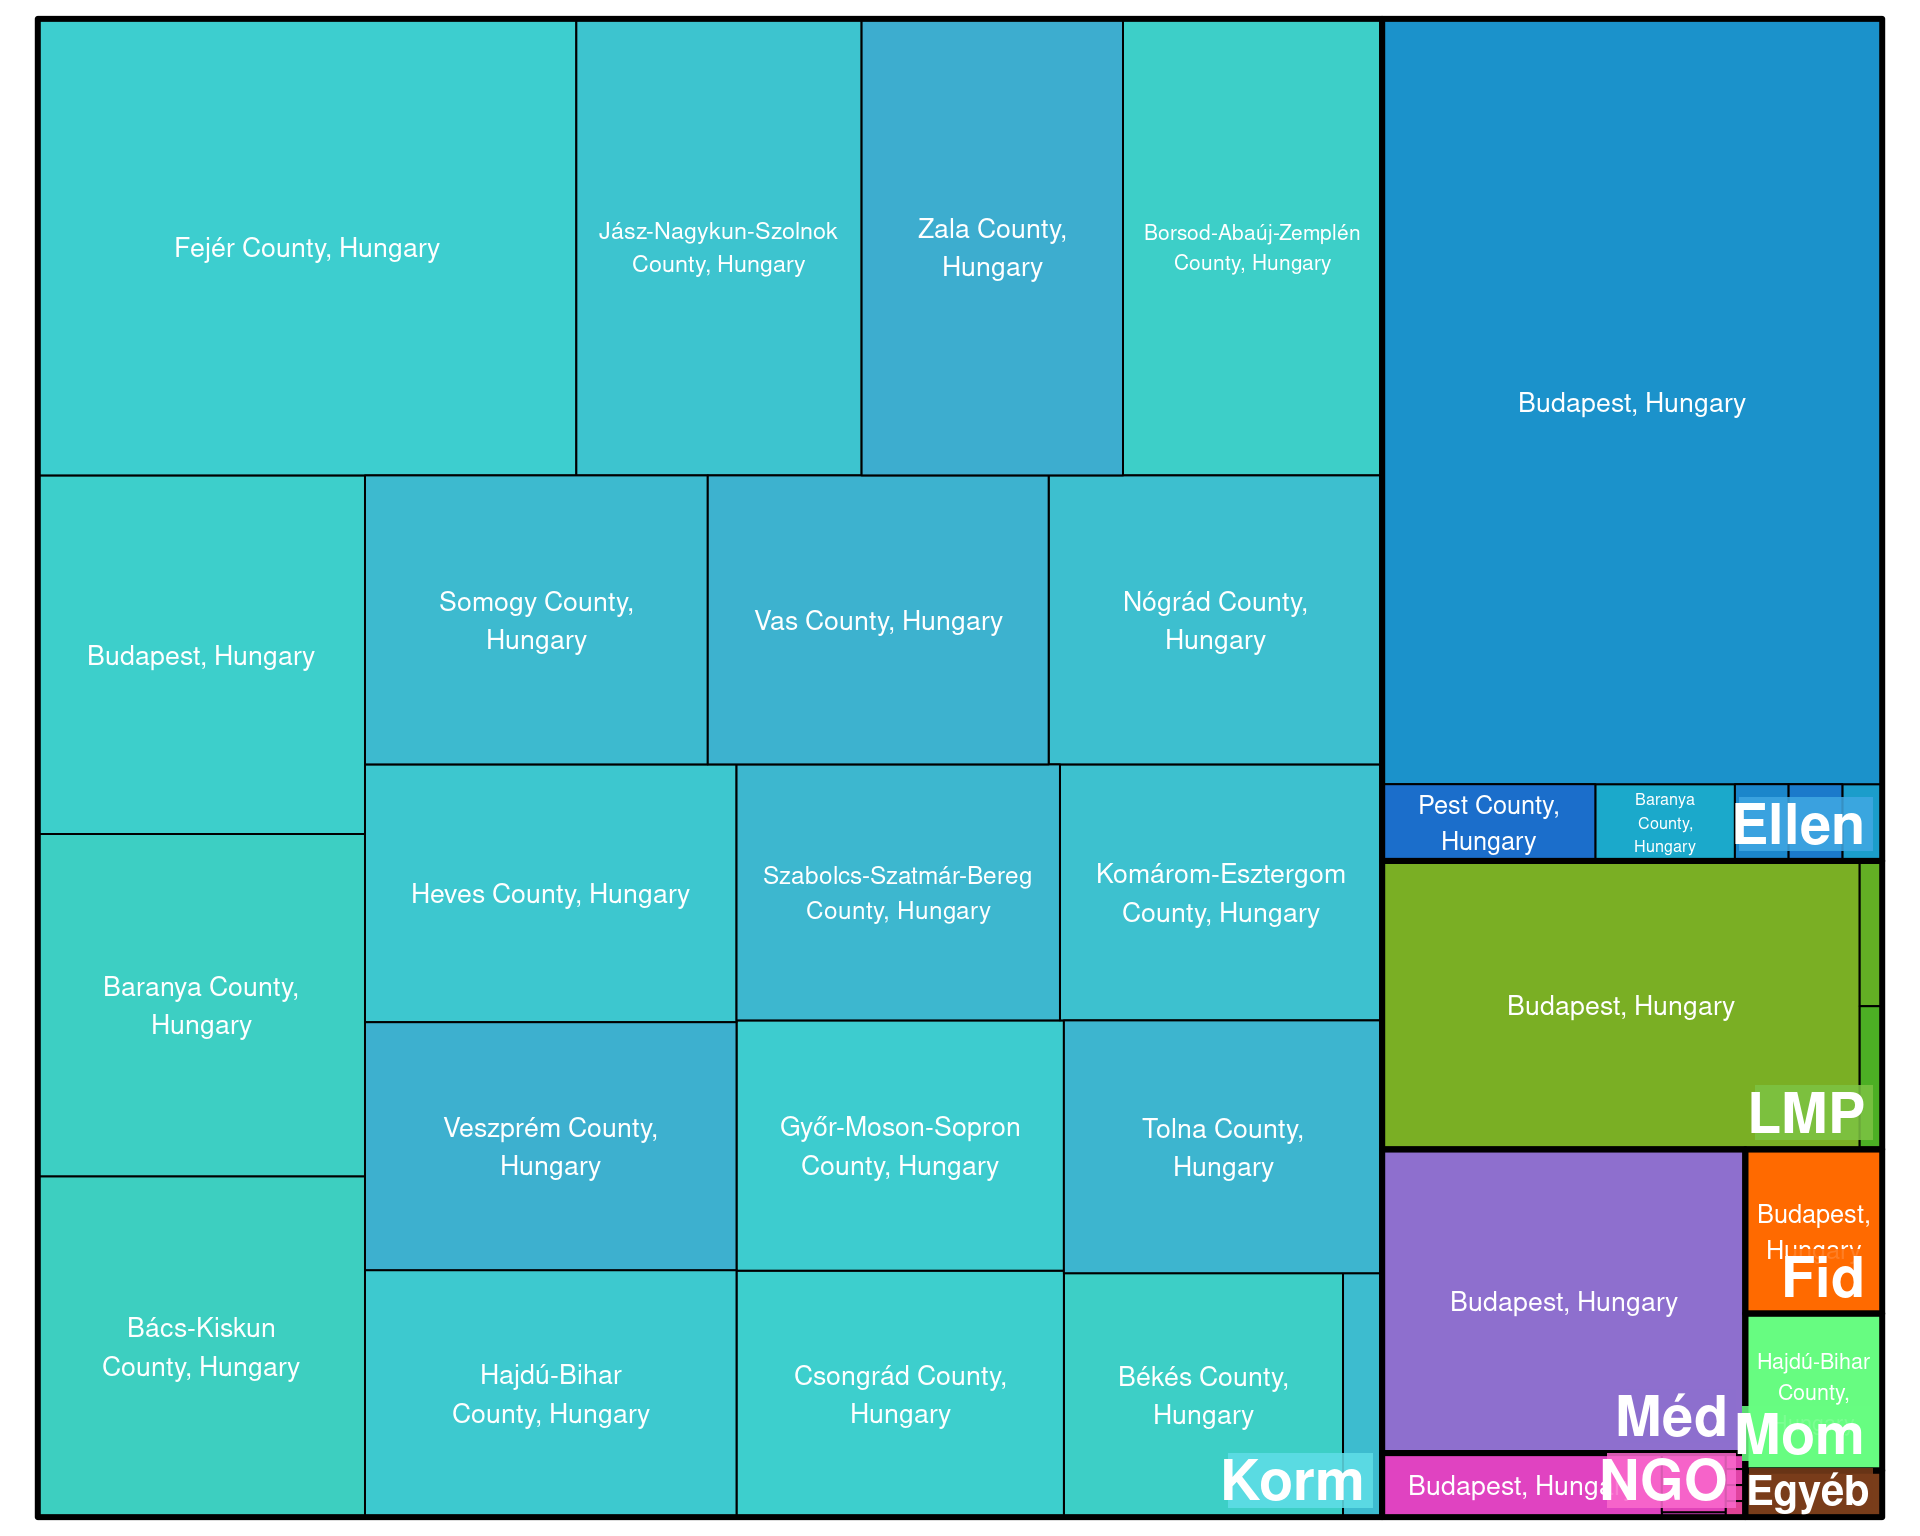 Fejér County, Hungary
Jász-Nagykun-Szolnok
County, Hungary
Zala County,
Hungary
Borsod-Abaúj-Zemplén
County, Hungary
Budapest, Hungary
Budapest, Hungary
Somogy County,
Hungary
Vas County, Hungary
Nógrád County,
Hungary
Pest County,
Hungary
Baranya
County,
Hungary
Ellen
Heves County, Hungary
Szabolcs-Szatmár-Bereg
County, Hungary
Komárom-Esztergom
County, Hungary
Baranya County,
Hungary
Budapest, Hungary
LMP
Veszprém County,
Hungary
Győr-Moson-Sopron
County, Hungary
Tolna County,
Hungary
Budapest,
Hungary
Fid
Budapest, Hungary
Méd
Bács-Kiskun
County, Hungary
Hajdú-Bihar
County, Hungary
Csongrád County,
Hungary
Békés County,
Hungary
Korm
Hajdú-Bihar
County,
Mom
Budapest, Hungary
NGO
Egyéb